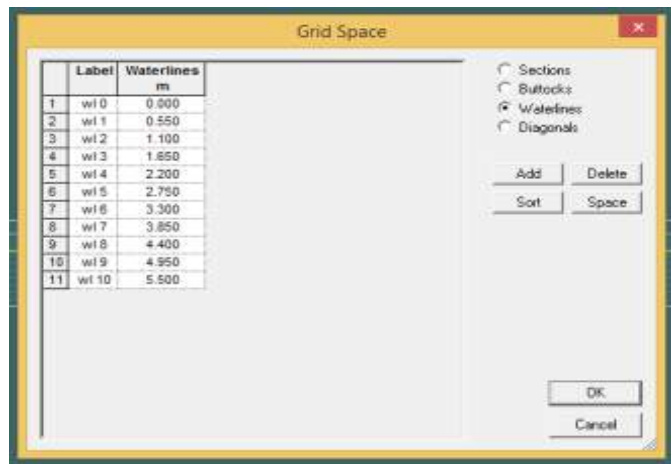 Grid Space
Label Waterlines
m
1 wl 0 0.000
2 wl 1 0.550
3 wl 2 1.100
4 wl 3 1.650
5 wl 4 2.200
6 wl 5 2.750
7 wl 6 3.300
8 wl 7 3.850
9 wl 8 4.400
10 wl 9 4.950
11 wl 10 5.500
Sections
Buttocks
Waterlines
Diagonals
Add Delete
Sort Space
OK
Cancel